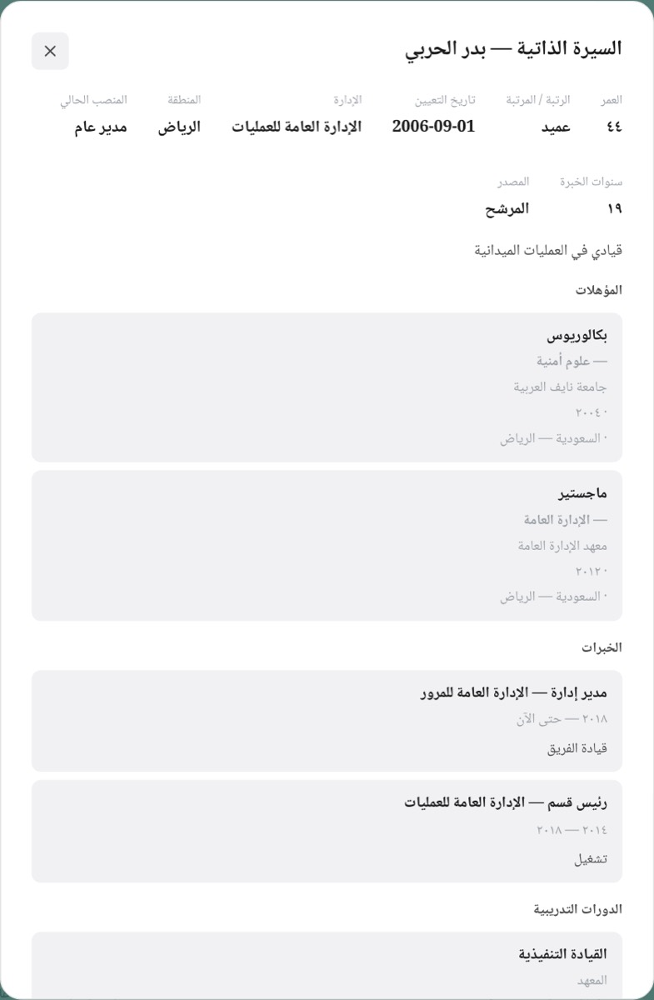 السيرة الذاتية — بدر الحربي
العمر
الرتبة / المرتبة
تاريخ التعيين
الإدارة
المنطقة
المنصب الحالي
٤٤
عميد
2006-09-01
الإدارة العامة للعمليات
الرياض
مدير عام
سنوات الخبرة
المصدر
١٩
المرشح
قيادي في العمليات الميدانية
المؤهلات
بكالوريوس
— علوم أمنية
جامعة نايف العربية
· ٢٠٠٤
· السعودية — الرياض
ماجستير
— الإدارة العامة
معهد الإدارة العامة
· ٢٠١٢
· السعودية — الرياض
الخبرات
مدير إدارة — الإدارة العامة للمرور
٢٠١٨ — حتى الآن
قيادة الفريق
رئيس قسم — الإدارة العامة للعمليات
٢٠١٤ — ٢٠١٨
تشغيل
الدورات التدريبية
القيادة التنفيذية
المعهد